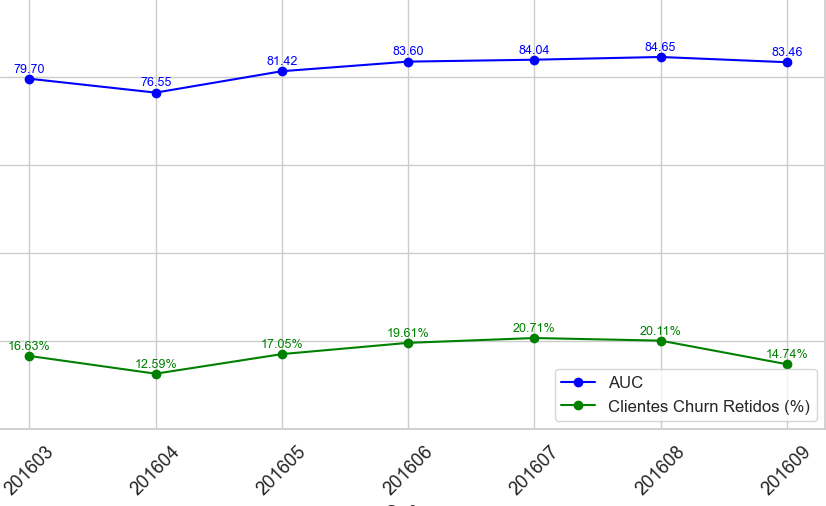 79.70 76.55 81.42 83.60 84.04 84.65 83.46
16.63% 12.59% 17.05% 19.61% 20.71% 20.11% 14.74%
AUC
Clientes Churn Retidos (%)
201603 201604 201605 201606 201607 201608 201609